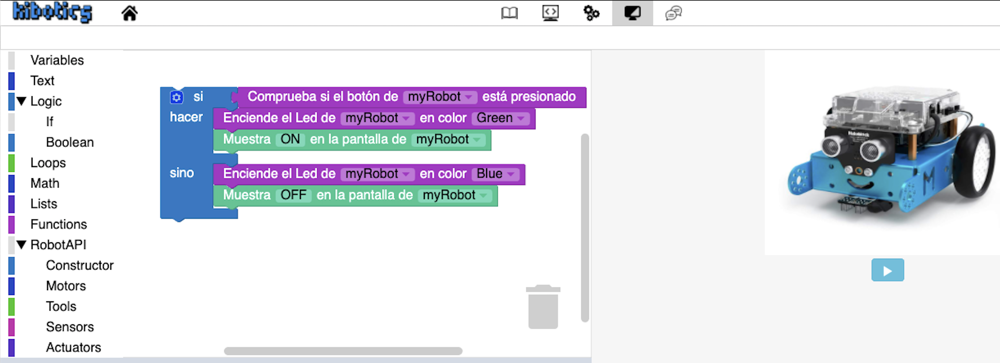 kibotics
Variables
Text
Logic
If
Boolean
Loops
Math
Lists
Functions
RobotAPI
Constructor
Motors
Tools
Sensors
Actuators
si Comprueba si el botón de myRobot está presionado
hacer Enciende el Led de myRobot en color Green
Muestra ON en la pantalla de myRobot
sino Enciende el Led de myRobot en color Blue
Muestra OFF en la pantalla de myRobot
M